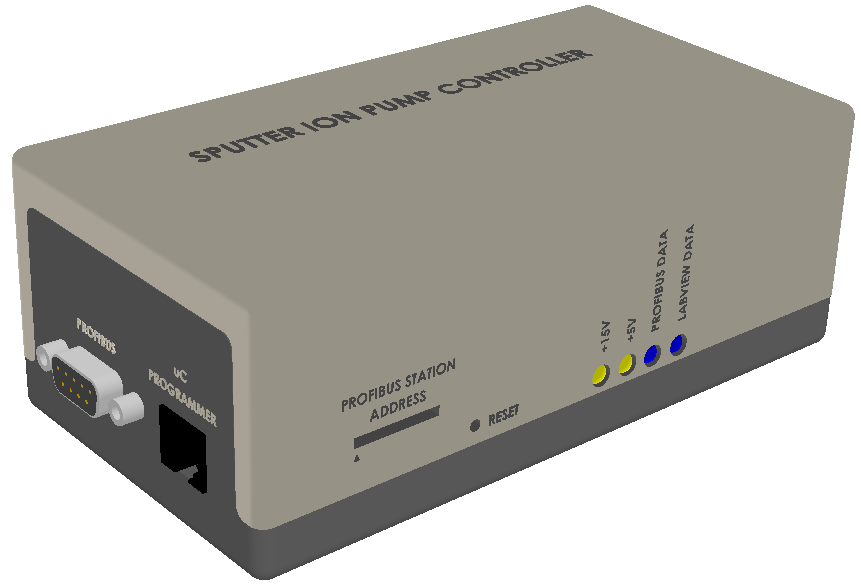 SPUTTER ION PUMP CONTROLLER
PROFIBUS
uC
PROGRAMMER
PROFIBUS STATION
ADDRESS
RESET
+15V
+5V
PROFIBUS DATA
LABVIEW DATA